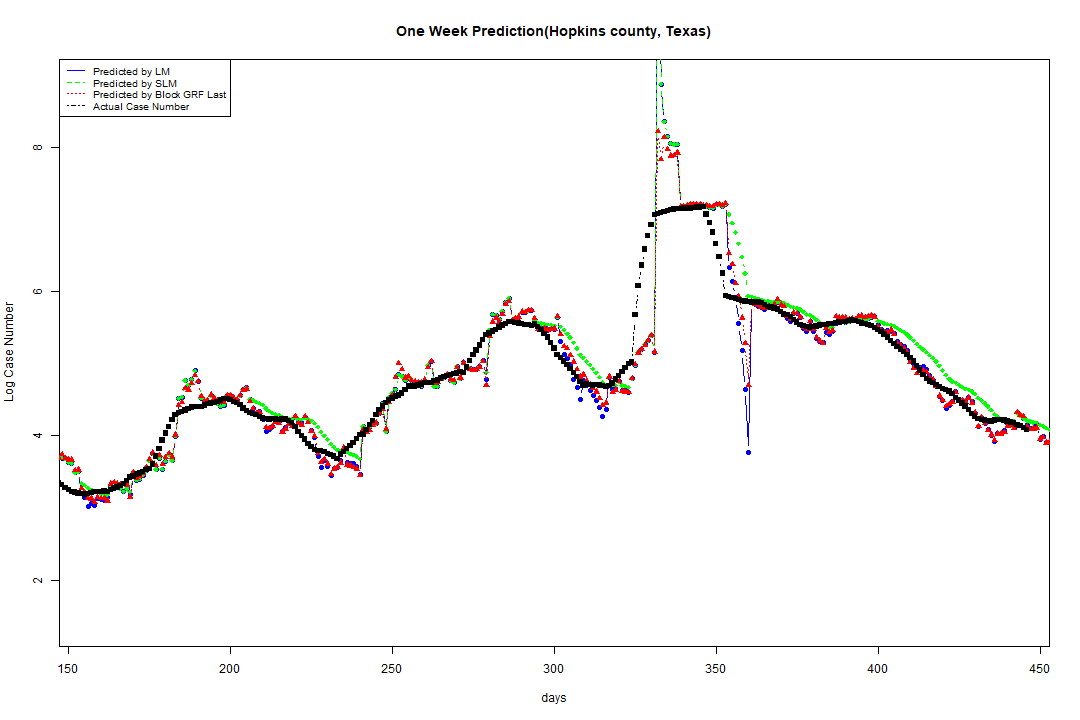 One Week Prediction(Hopkins county, Texas)
Predicted by LM
Predicted by SLM
Predicted by Block GRF Last
Actual Case Number
Log Case Number
8
6
4
2
150 200 250 300 350 400 450
days